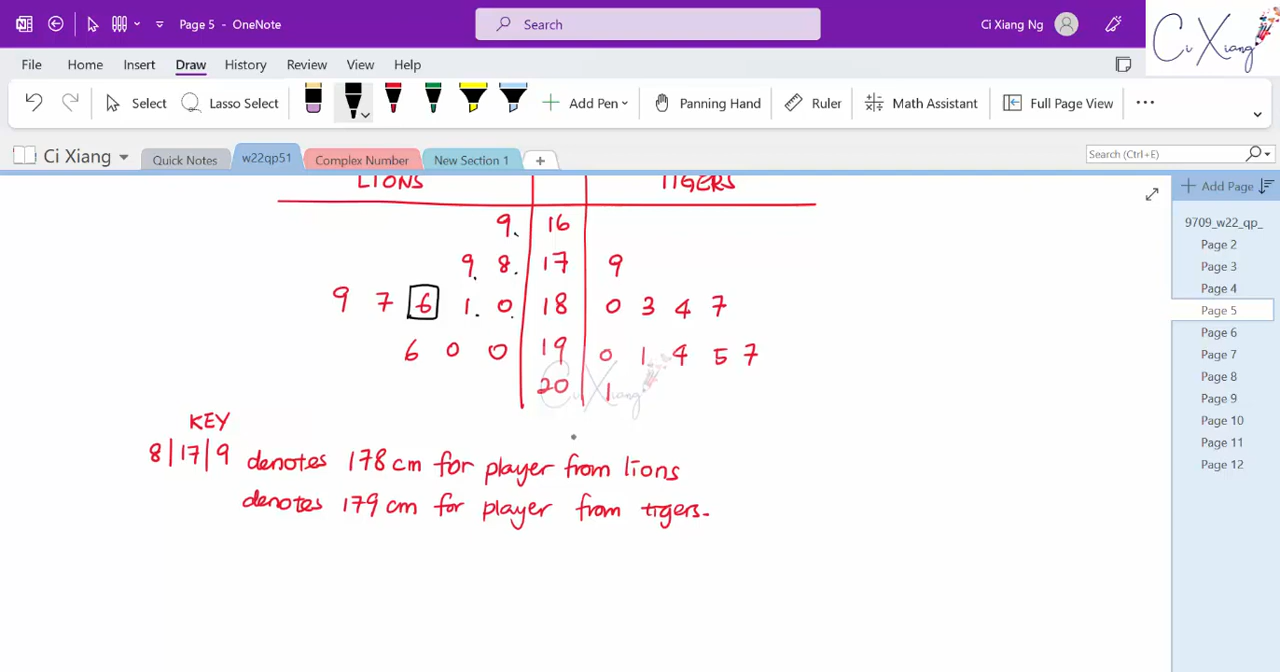 Page 5 - OneNote
Search
Ci Xiang Ng
Ci Xiang
File Home Insert Draw History Review View Help
Select Lasso Select Add Pen Panning Hand Ruler Math Assistant Full Page View
Ci Xiang Quick Notes w22qp51 Complex Number New Section 1
Search (Ctrl+E)
Add Page
9709_w22_qp_
Page 2
Page 3
Page 4
Page 5
Page 6
Page 7
Page 8
Page 9
Page 10
Page 11
Page 12
LIONS TIGERS
9 16
9 8 17 9
9 7 6 1 0 18 0 3 4 7
6 0 0 19 0 1 4 5 7
20 1
Ci Xiang
KEY
8|17|9 denotes 178 cm for player from lions
denotes 179 cm for player from tigers.